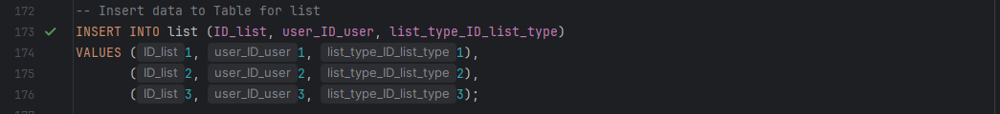 172 -- Insert data to Table for list
173 INSERT INTO list (ID_list, user_ID_user, list_type_ID_list_type)
174 VALUES (ID_list 1, user_ID_user 1, list_type_ID_list_type 1),
175 (ID_list 2, user_ID_user 2, list_type_ID_list_type 2),
176 (ID_list 3, user_ID_user 3, list_type_ID_list_type 3);